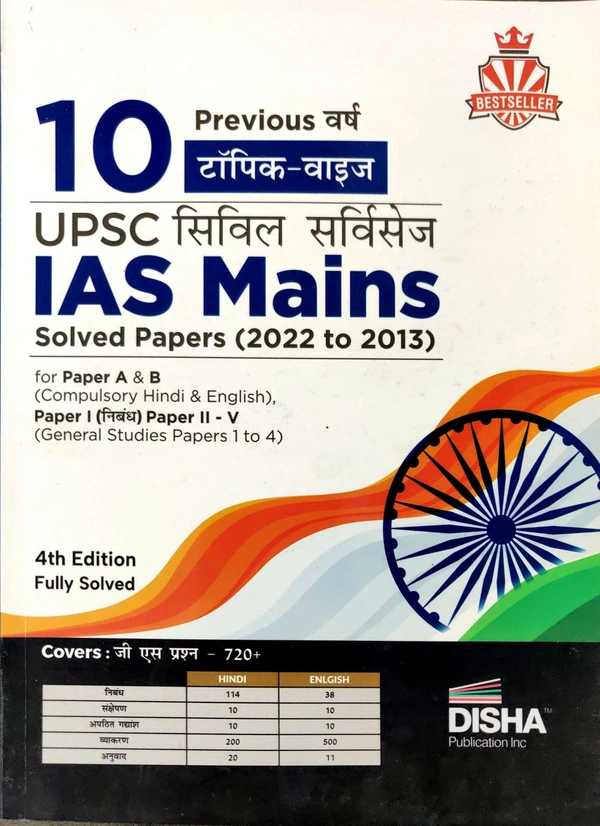 BESTSELLER
10 Previous वर्ष
टॉपिक-वाइज
UPSC सिविल सर्विसेज
IAS Mains
Solved Papers (2022 to 2013)
for Paper A & B
(Compulsory Hindi & English),
Paper I (निबंध) Paper II - V
(General Studies Papers 1 to 4)
4th Edition
Fully Solved
Covers : जी एस प्रश्न - 720+
HINDI ENLGISH
निबंध 114 38
संक्षेपण 10 10
अपठित गद्यांश 10 10
व्याकरण 200 500
अनुवाद 20 11
DISHA™
Publication Inc